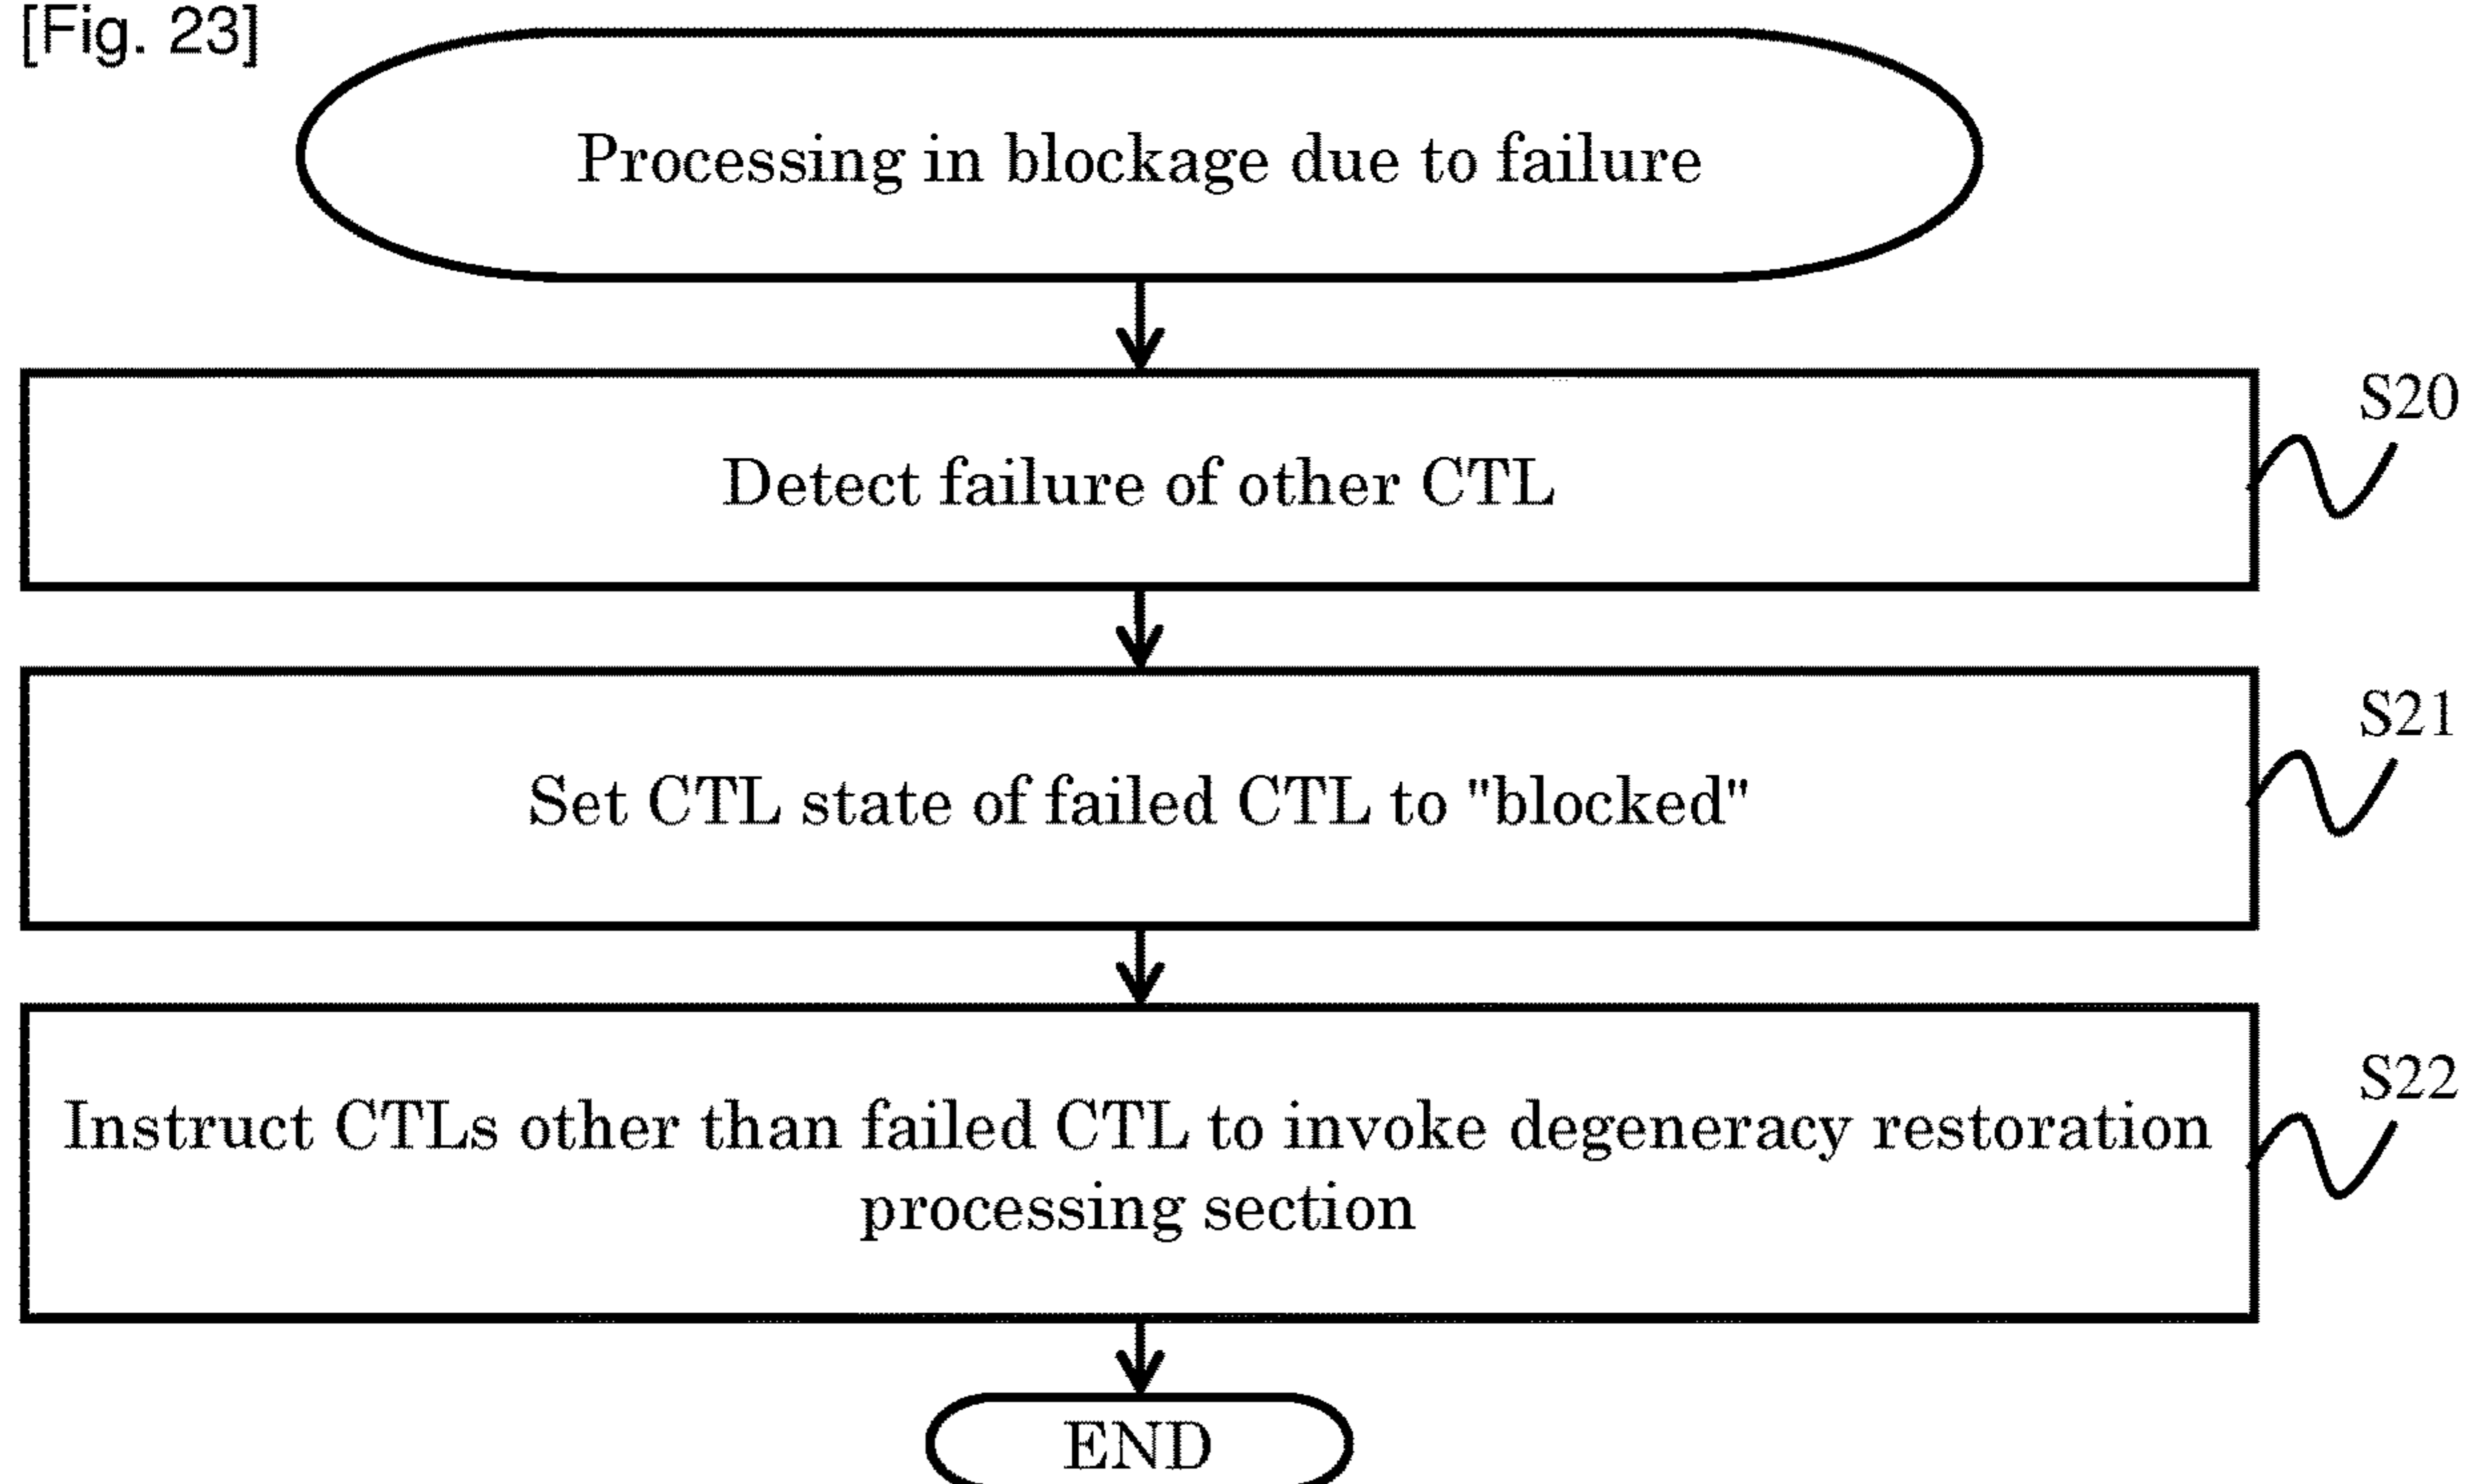 [Fig. 23]
Processing in blockage due to failure
S20
Detect failure of other CTL
S21
Set CTL state of failed CTL to "blocked"
S22
Instruct CTLs other than failed CTL to invoke degeneracy restoration
processing section
END